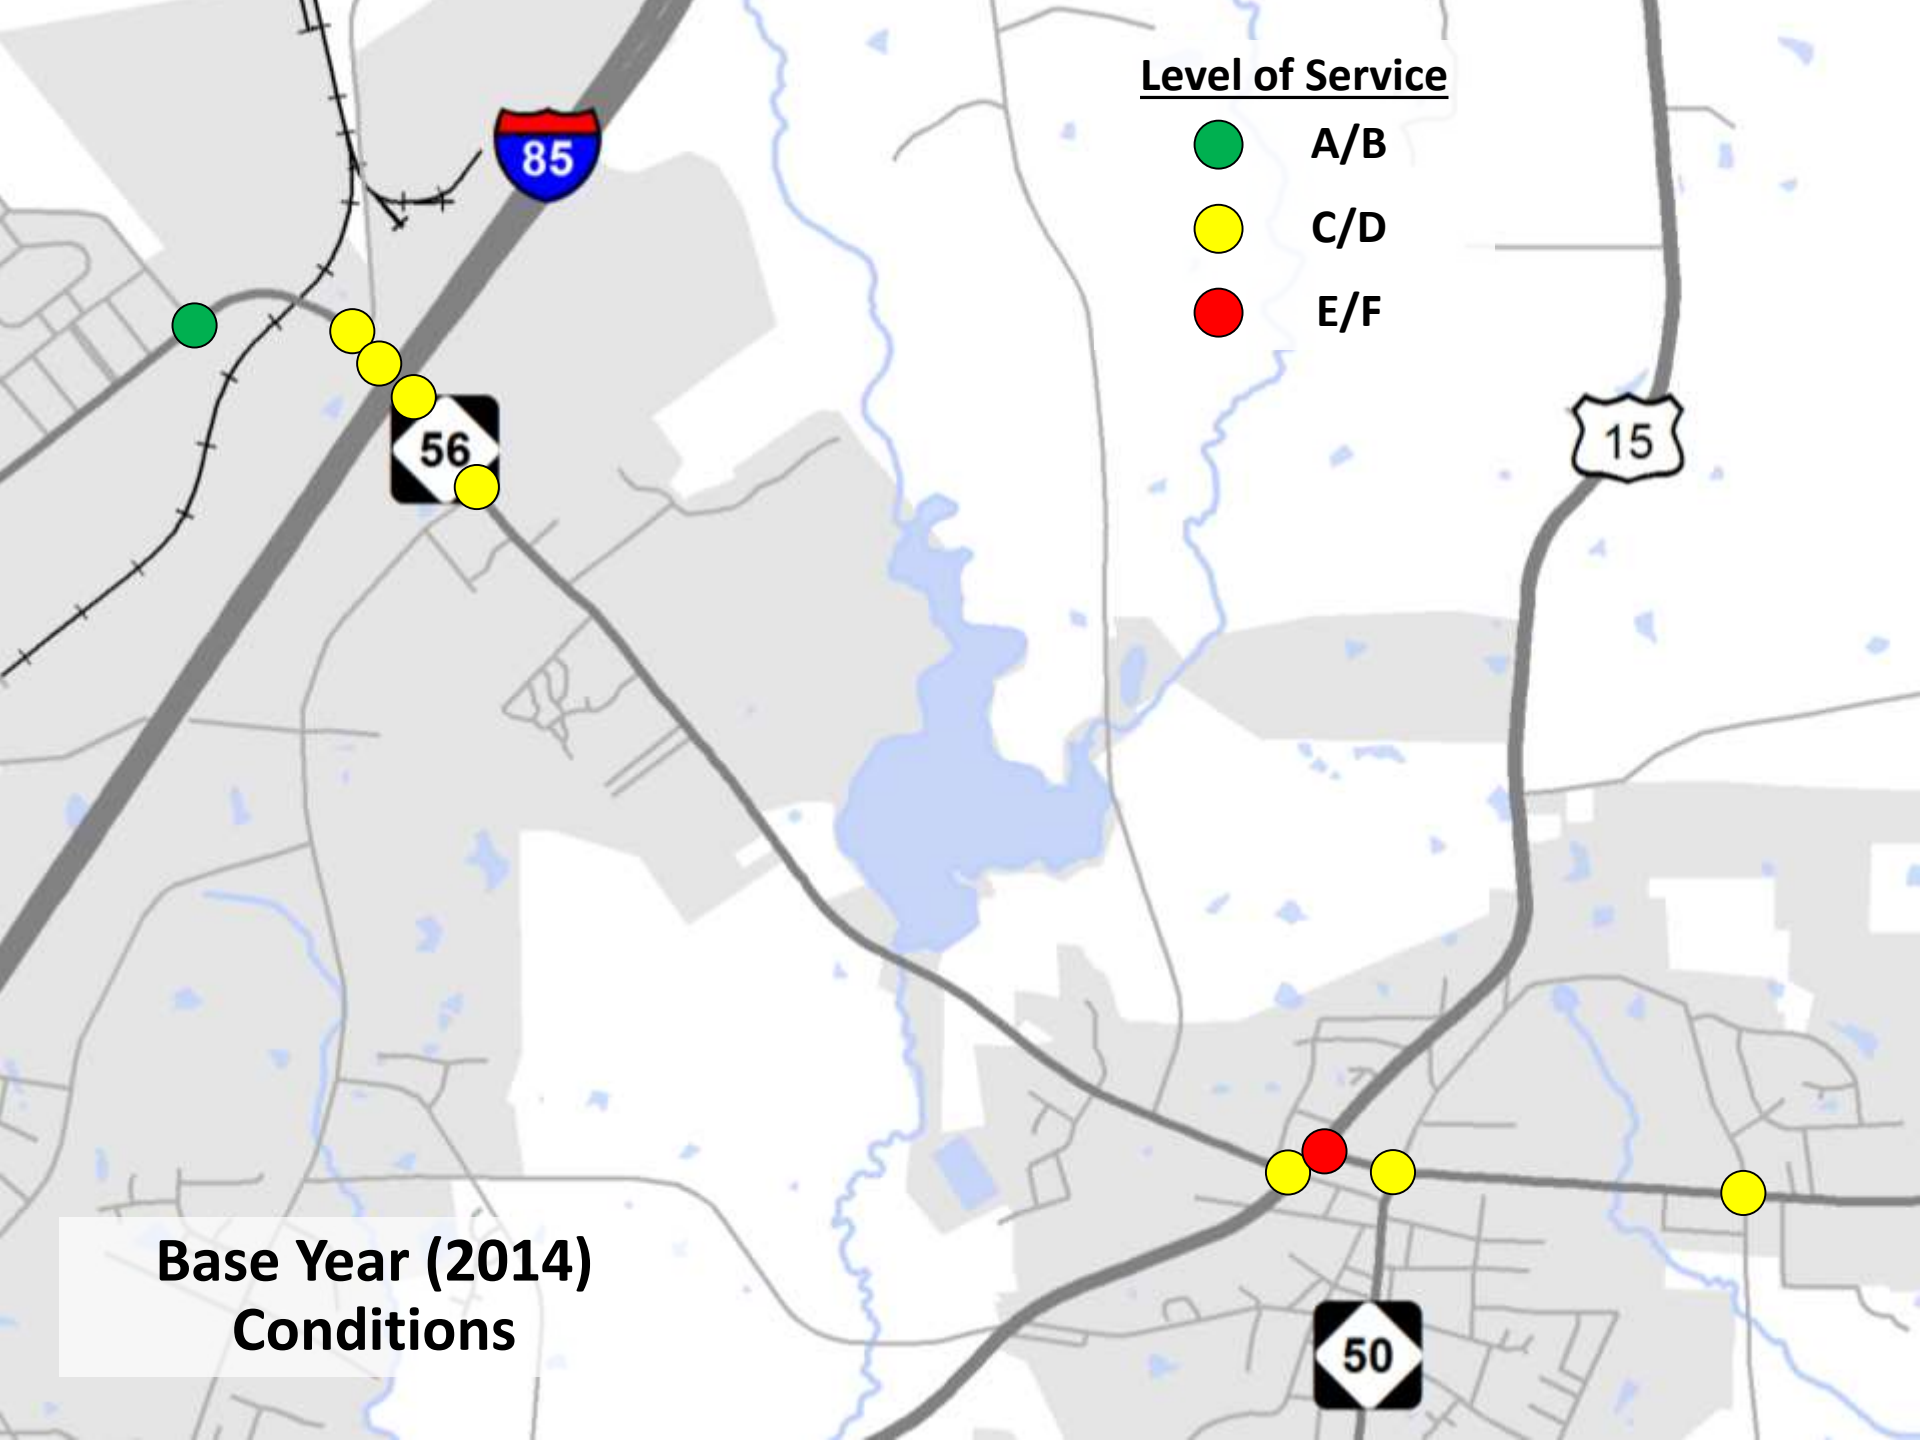 Level of Service
A/B
C/D
E/F
85
56
15
50
Base Year (2014)
Conditions